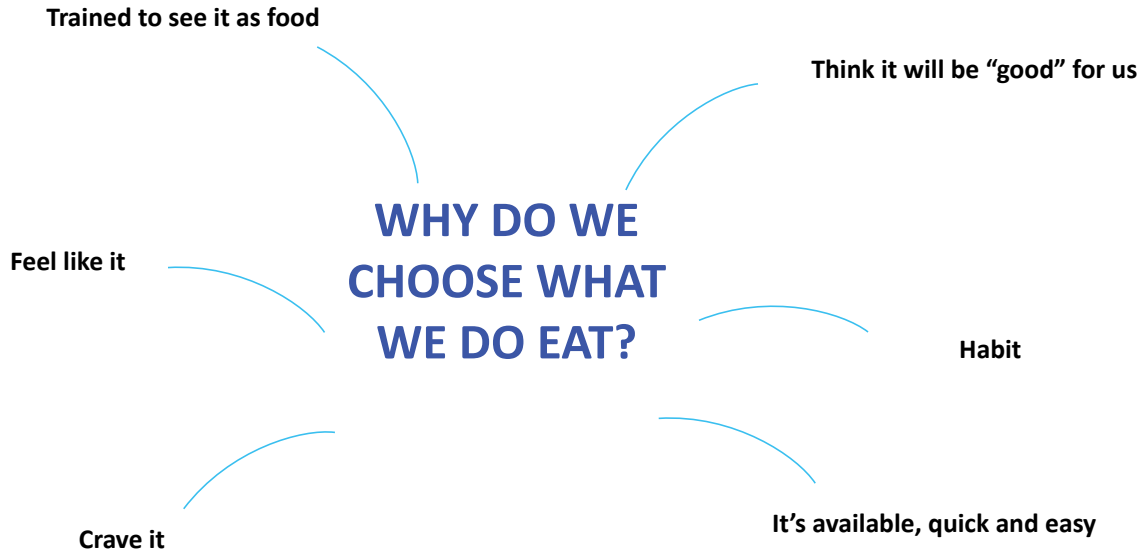 Trained to see it as food
Think it will be “good” for us
WHY DO WE
CHOOSE WHAT
WE DO EAT?
Feel like it
Habit
Crave it
It’s available, quick and easy